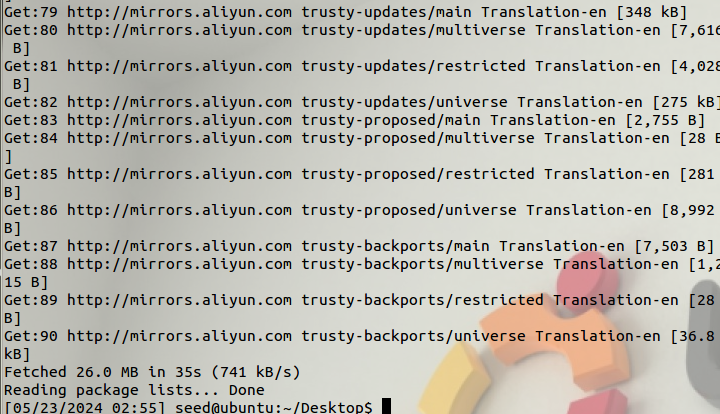 Get:79 http://mirrors.aliyun.com trusty-updates/main Translation-en [348 kB]
Get:80 http://mirrors.aliyun.com trusty-updates/multiverse Translation-en [7,616
 B]
Get:81 http://mirrors.aliyun.com trusty-updates/restricted Translation-en [4,028
 B]
Get:82 http://mirrors.aliyun.com trusty-updates/universe Translation-en [275 kB]
Get:83 http://mirrors.aliyun.com trusty-proposed/main Translation-en [2,755 B]
Get:84 http://mirrors.aliyun.com trusty-proposed/multiverse Translation-en [28 B
]
Get:85 http://mirrors.aliyun.com trusty-proposed/restricted Translation-en [281
B]
Get:86 http://mirrors.aliyun.com trusty-proposed/universe Translation-en [8,992
B]
Get:87 http://mirrors.aliyun.com trusty-backports/main Translation-en [7,503 B]
Get:88 http://mirrors.aliyun.com trusty-backports/multiverse Translation-en [1,2
15 B]
Get:89 http://mirrors.aliyun.com trusty-backports/restricted Translation-en [28
B]
Get:90 http://mirrors.aliyun.com trusty-backports/universe Translation-en [36.8
kB]
Fetched 26.0 MB in 35s (741 kB/s)
Reading package lists... Done
[05/23/2024 02:55] seed@ubuntu:~/Desktop$